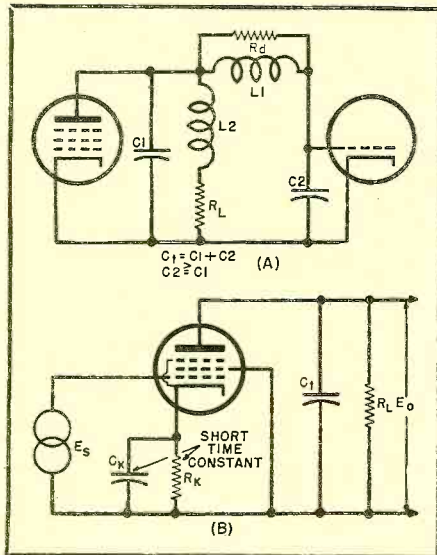 Rd
L1
L2
C1
C2
RL
Ct = C1 + C2
C2 ≧ C1
(A)
Es
CK
SHORT
TIME
CONSTANT
RK
Ct
RL
Eo
(B)